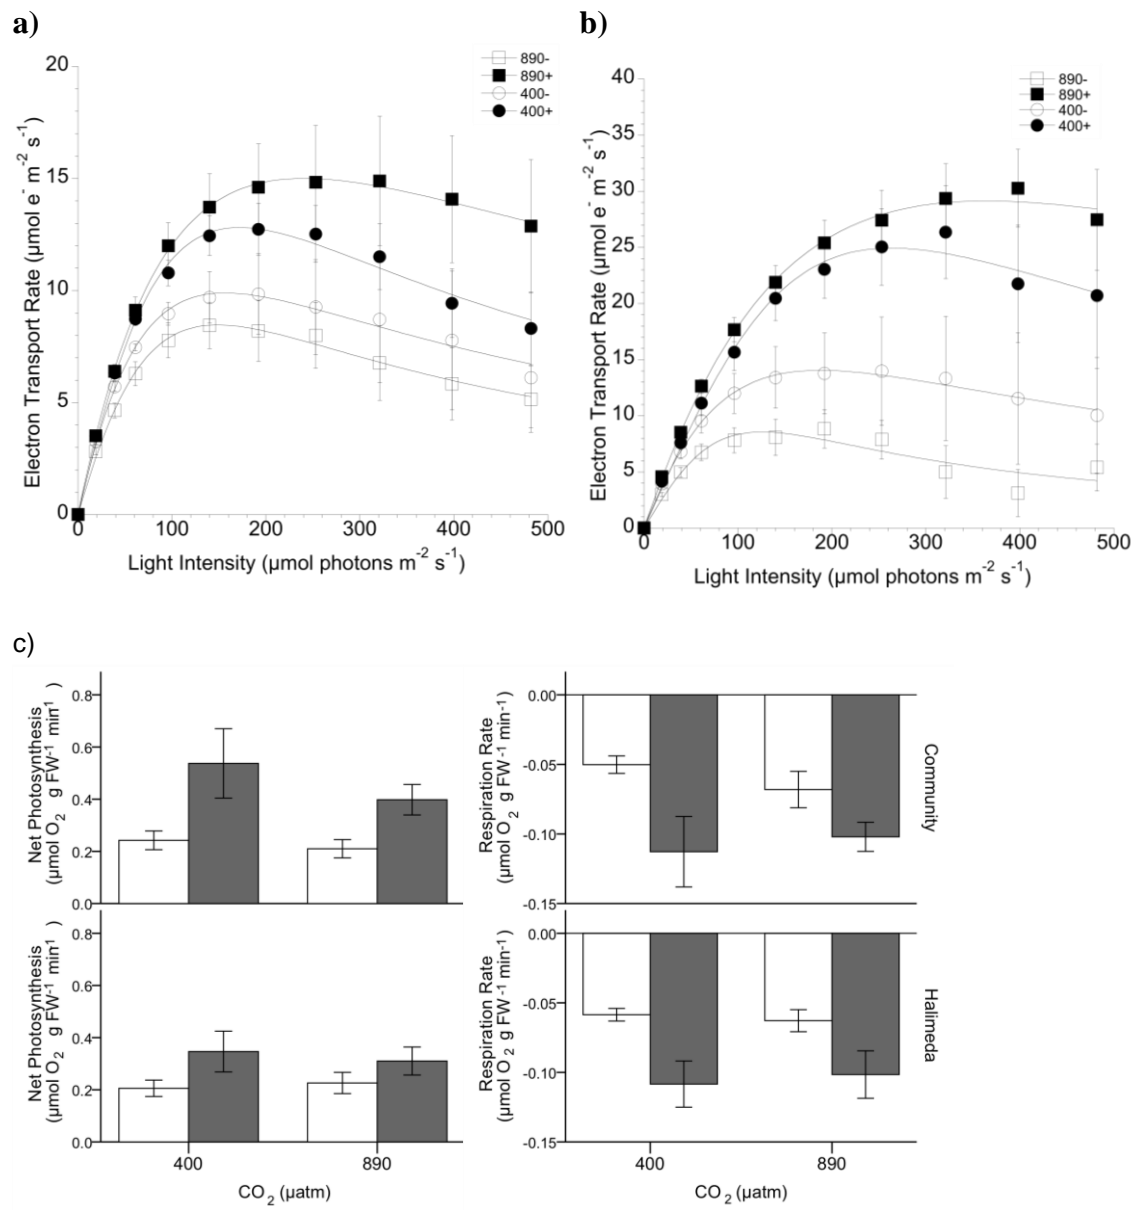 a)
b)
890-
890+
400-
400+
890-
890+
400-
400+
20
15
10
5
0
Electron Transport Rate (µmol e⁻ m⁻² s⁻¹)
0 100 200 300 400 500
Light Intensity (µmol photons m⁻² s⁻¹)
40
35
30
25
20
15
10
5
0
Electron Transport Rate (µmol e⁻ m⁻² s⁻¹)
0 100 200 300 400 500
Light Intensity (µmol photons m⁻² s⁻¹)
c)
Net Photosynthesis
(µmol O₂ g FW⁻¹ min⁻¹)
0.8
0.6
0.4
0.2
0.0
Respiration Rate
(µmol O₂ g FW⁻¹ min⁻¹)
0.00
-0.05
-0.10
-0.15
Community
Net Photosynthesis
(µmol O₂ g FW⁻¹ min⁻¹)
0.8
0.6
0.4
0.2
0.0
400 890
CO₂ (µatm)
Respiration Rate
(µmol O₂ g FW⁻¹ min⁻¹)
0.00
-0.05
-0.10
-0.15
400 890
CO₂ (µatm)
Halimeda